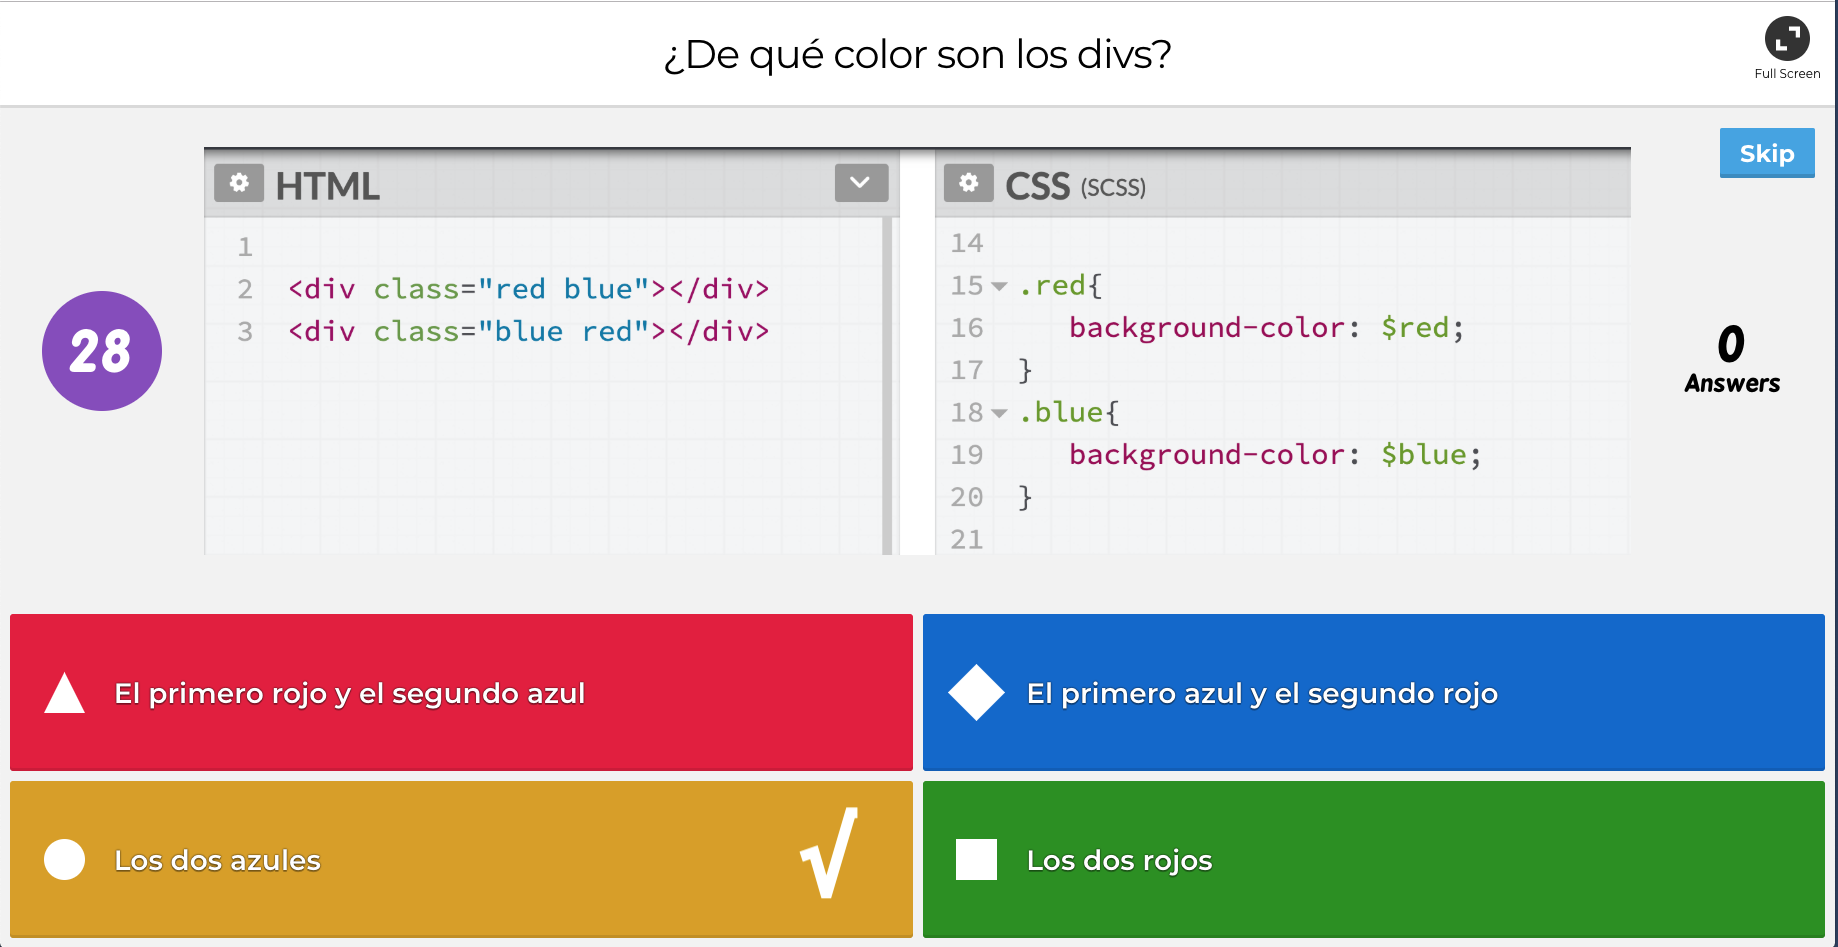 ¿De qué color son los divs?
Full Screen
Skip
28
HTML
1
2 <div class="red blue"></div>
3 <div class="blue red"></div>
CSS (SCSS)
14
15 .red{
16 background-color: $red;
17 }
18 .blue{
19 background-color: $blue;
20 }
21
0
Answers
El primero rojo y el segundo azul
El primero azul y el segundo rojo
Los dos azules
Los dos rojos